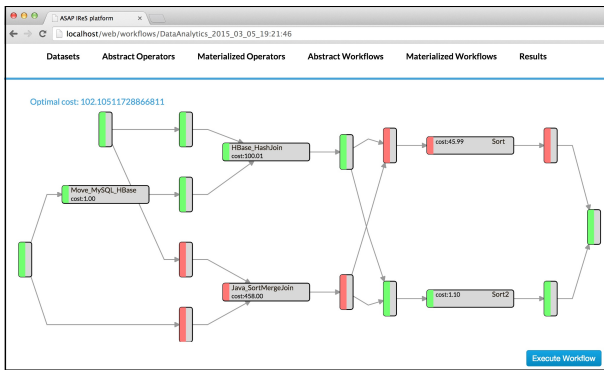 ASAP IReS platform ×
localhost/web/workflows/DataAnalytics_2015_03_05_19:21:46
Datasets Abstract Operators Materialized Operators Abstract Workflows Materialized Workflows Results
Optimal cost: 102.10511728866811
HBase_HashJoin
cost:100.01
cost:45.99 Sort
Move_MySQL_HBase
cost:1.00
Java_SortMergeJoin
cost:458.00
cost:1.10 Sort2
Execute Workflow